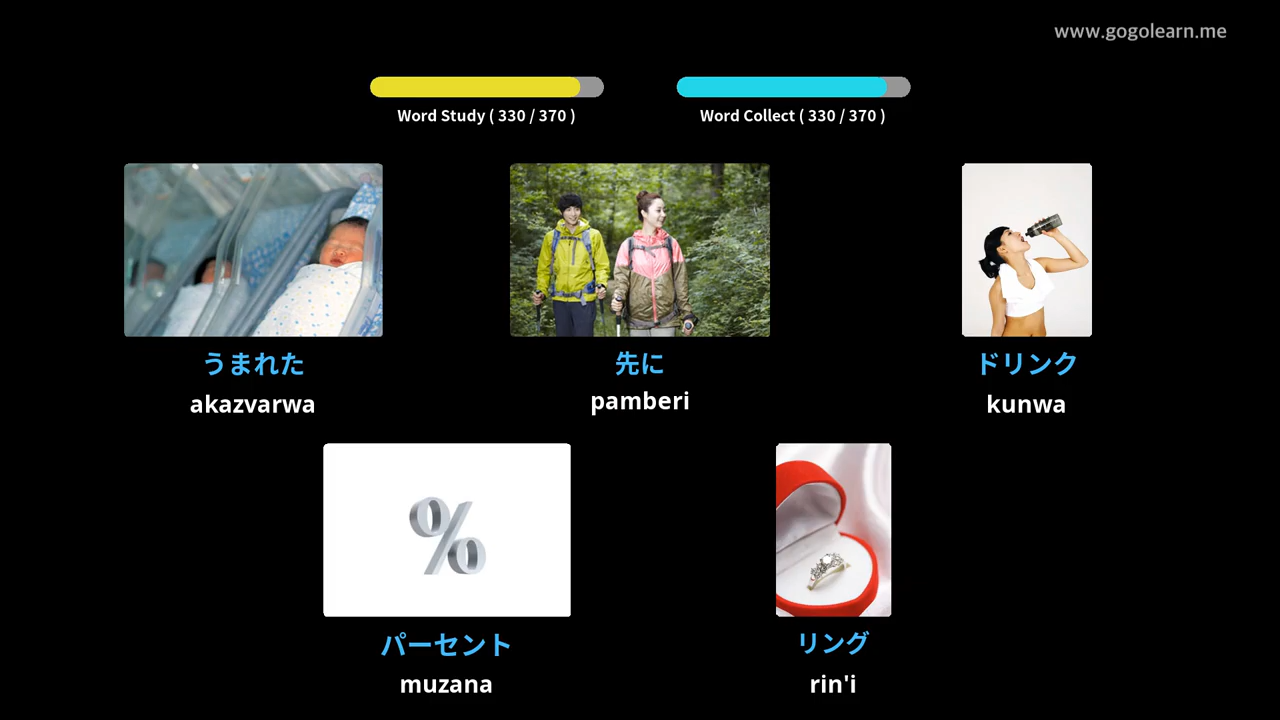 www.gogolearn.me
Word Study ( 330 / 370 )
Word Collect ( 330 / 370 )
うまれた
先に
ドリンク
akazvarwa
pamberi
kunwa
%
パーセント
リング
muzana
rin'i